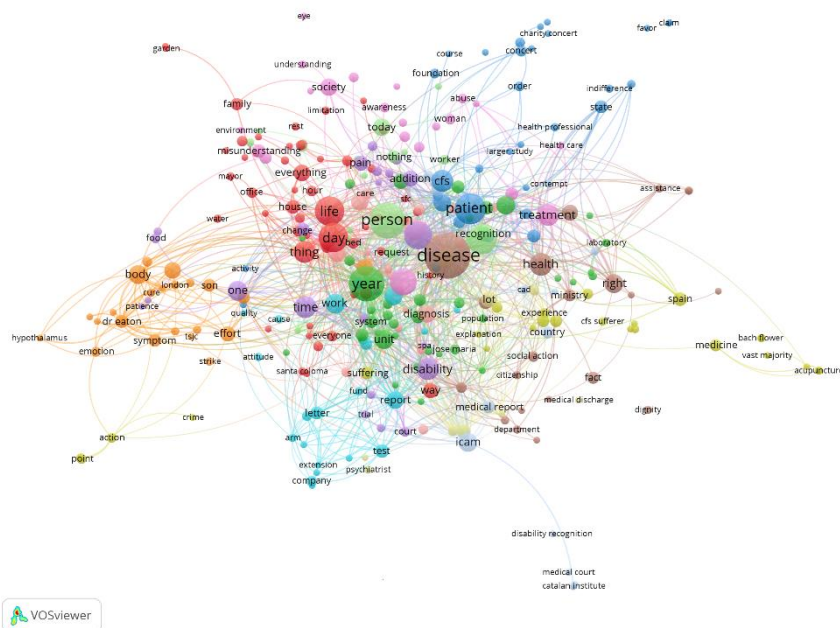 eye
claim
favor
charity concert
garden
concert
course
understanding
foundation
society
order
indifference
family
limitation
awareness
abuse
state
woman
environment
rest
today
health professional
misunderstanding
nothing
larger study
health care
pain
worker
everything
addition
cfs
contempt
mayor
office
hour
care
assistance
house
life
sfc
patient
treatment
water
person
change
day
recognition
food
bed
laboratory
thing
request
disease
body
activity
history
health
london
cure
son
one
year
cad
right
patience
time
work
lot
ministry
spain
quality
diagnosis
experience
dr eaton
cause
system
population
cfs sufferer
hypothalamus
symptom
lsk
effort
everyone
unit
explanation
country
bach flower
emotion
spa
jose maria
medicine
attitude
social action
vast majority
strike
santa coloma
suffering
disability
citizenship
fact
acupuncture
fund
way
report
medical discharge
crime
letter
trial
medical report
dignity
action
arm
court
department
icam
point
test
extension
psychiatrist
company
disability recognition
medical court
catalan institute
VOSviewer